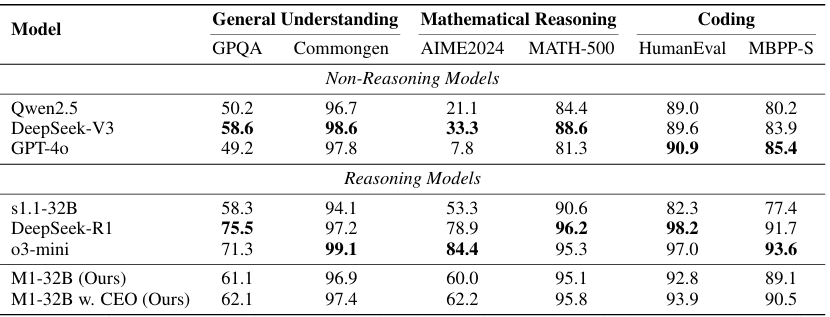 Model General Understanding Mathematical Reasoning Coding
GPQA Commongen AIME2024 MATH-500 HumanEval MBPP-S
Non-Reasoning Models
Qwen2.5 50.2 96.7 21.1 84.4 89.0 80.2
DeepSeek-V3 58.6 98.6 33.3 88.6 89.6 83.9
GPT-4o 49.2 97.8 7.8 81.3 90.9 85.4
Reasoning Models
s1.1-32B 58.3 94.1 53.3 90.6 82.3 77.4
DeepSeek-R1 75.5 97.2 78.9 96.2 98.2 91.7
o3-mini 71.3 99.1 84.4 95.3 97.0 93.6
M1-32B (Ours) 61.1 96.9 60.0 95.1 92.8 89.1
M1-32B w. CEO (Ours) 62.1 97.4 62.2 95.8 93.9 90.5